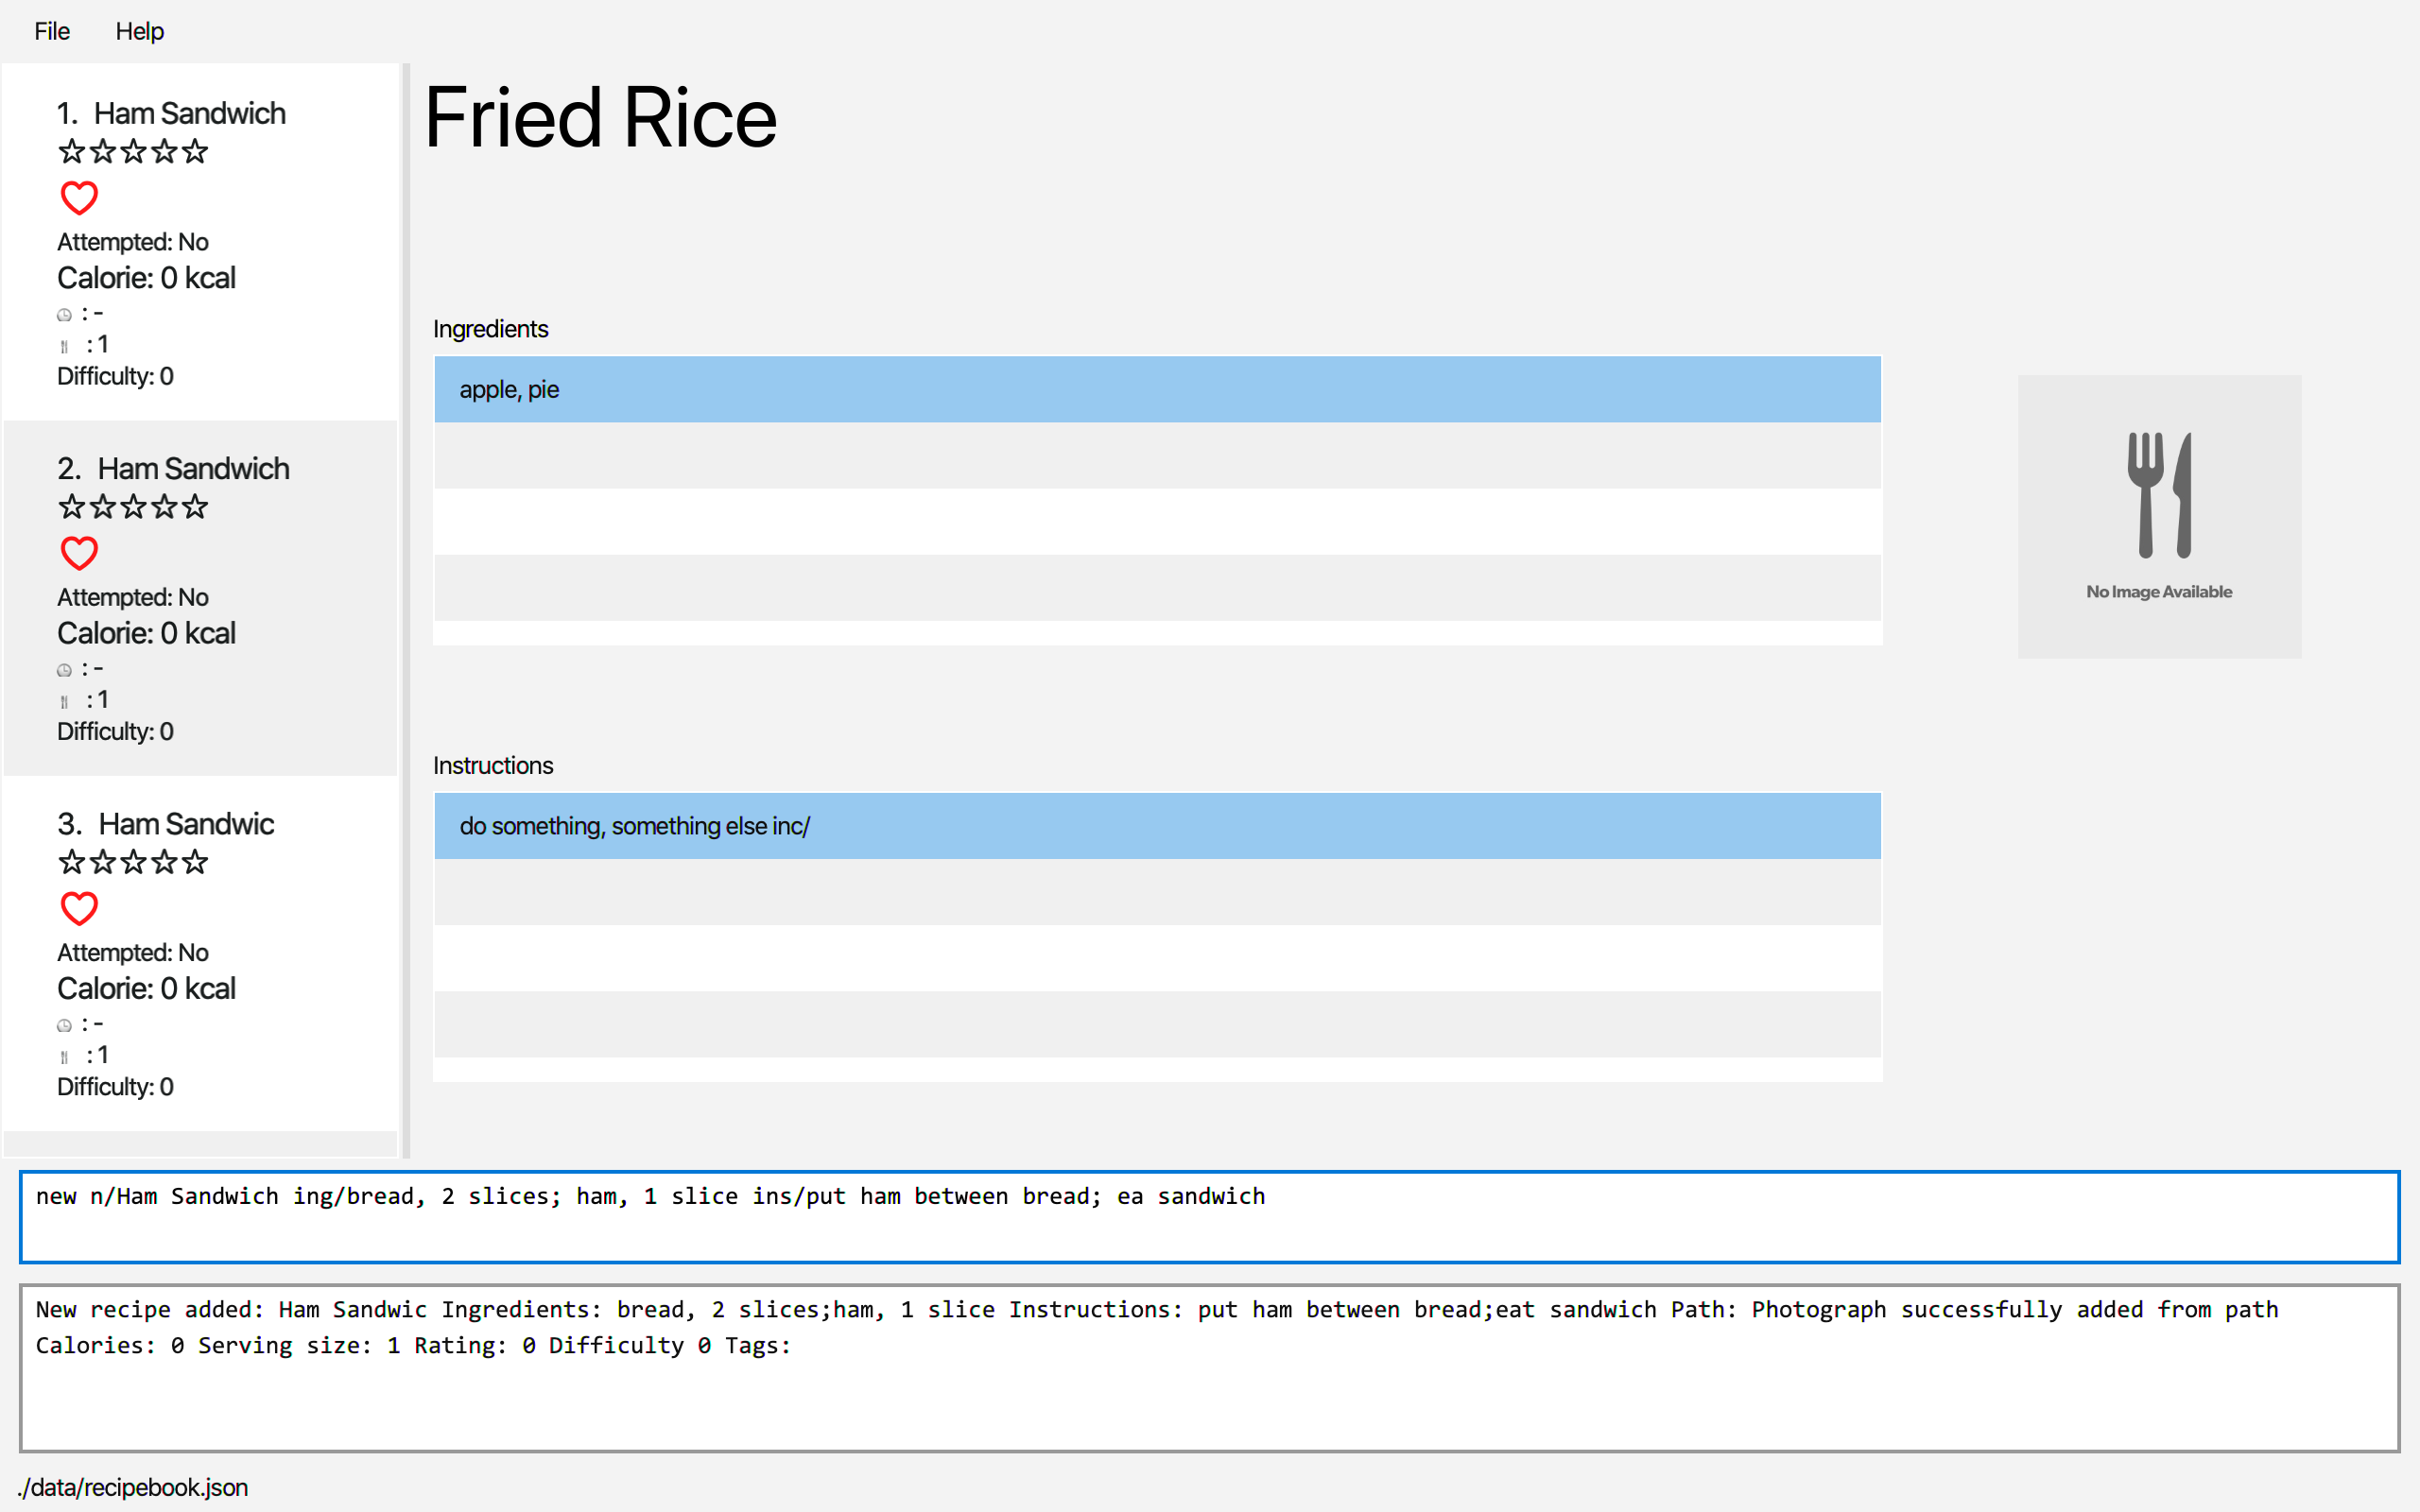 File Help
1. Ham Sandwich
☆☆☆☆☆
Attempted: No
Calorie: 0 kcal
: -
: 1
Difficulty: 0
2. Ham Sandwich
☆☆☆☆☆
Attempted: No
Calorie: 0 kcal
: -
: 1
Difficulty: 0
3. Ham Sandwic
☆☆☆☆☆
Attempted: No
Calorie: 0 kcal
: -
: 1
Difficulty: 0
Fried Rice
Ingredients
apple, pie
No Image Available
Instructions
do something, something else inc/
new n/Ham Sandwich ing/bread, 2 slices; ham, 1 slice ins/put ham between bread; ea sandwich
New recipe added: Ham Sandwic Ingredients: bread, 2 slices;ham, 1 slice Instructions: put ham between bread;eat sandwich Path: Photograph successfully added from path
Calories: 0 Serving size: 1 Rating: 0 Difficulty 0 Tags:
./data/recipebook.json